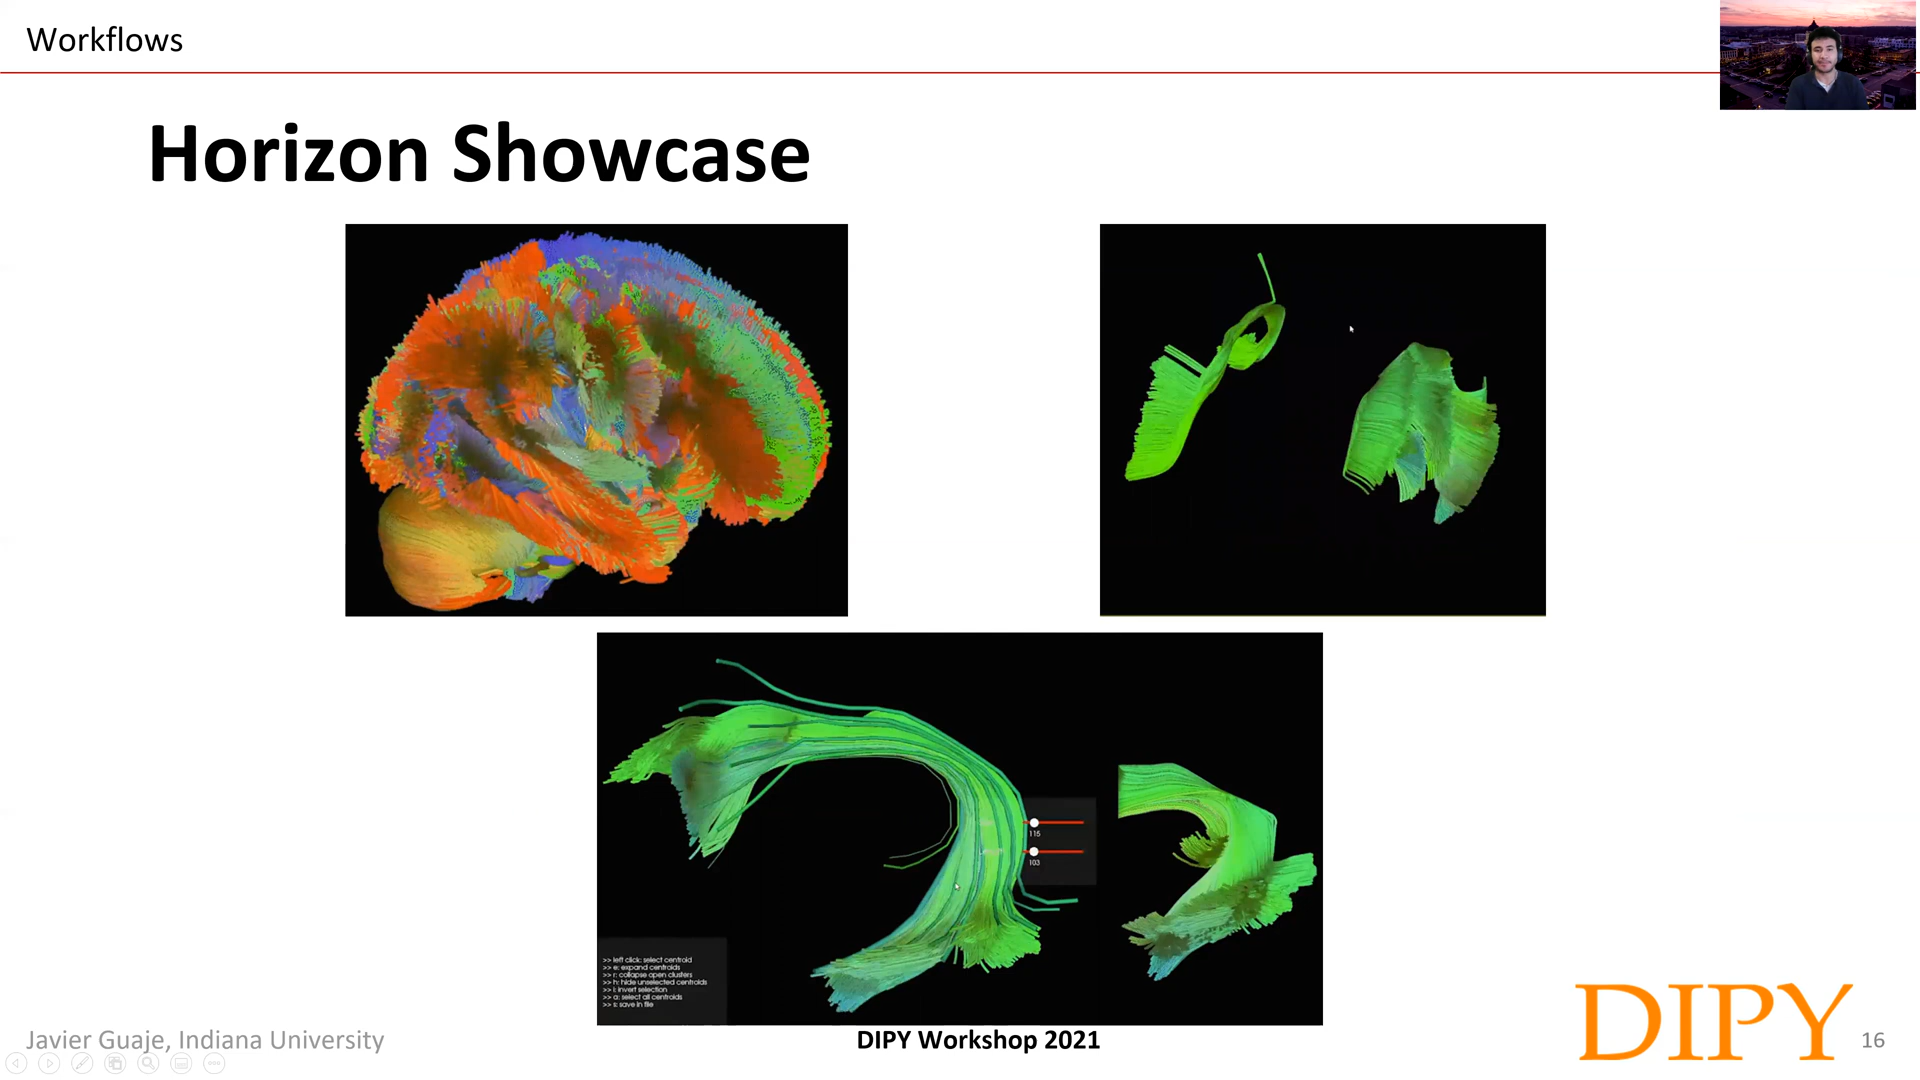 Workflows
Horizon Showcase
115
103
>> left click: select centroid
>> e: expand centroids
>> r: collapse open clusters
>> h: hide unselected centroids
>> i: invert selection
>> a: select all centroids
>> s: save in file
Javier Guaje, Indiana University
DIPY Workshop 2021
DIPY
16